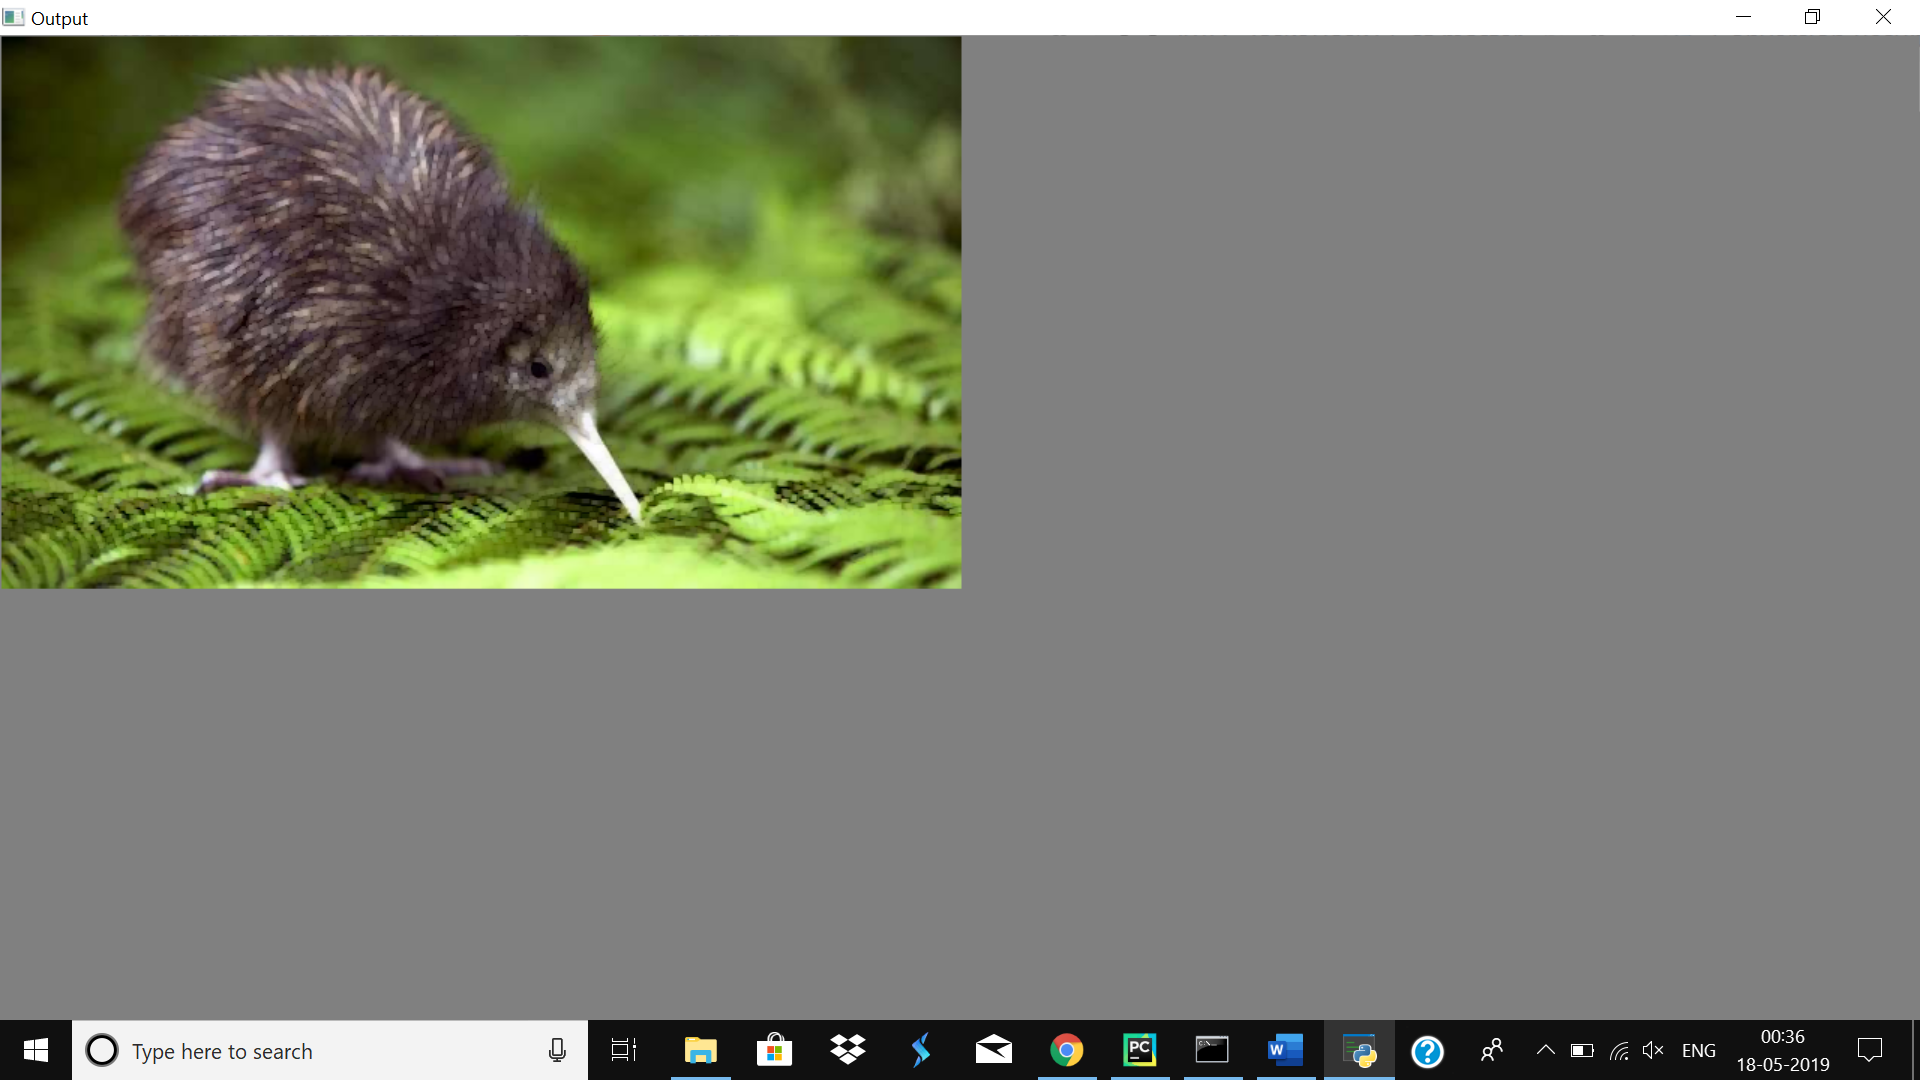 Output
Type here to search
PC
W
?
ENG
00:36
18-05-2019